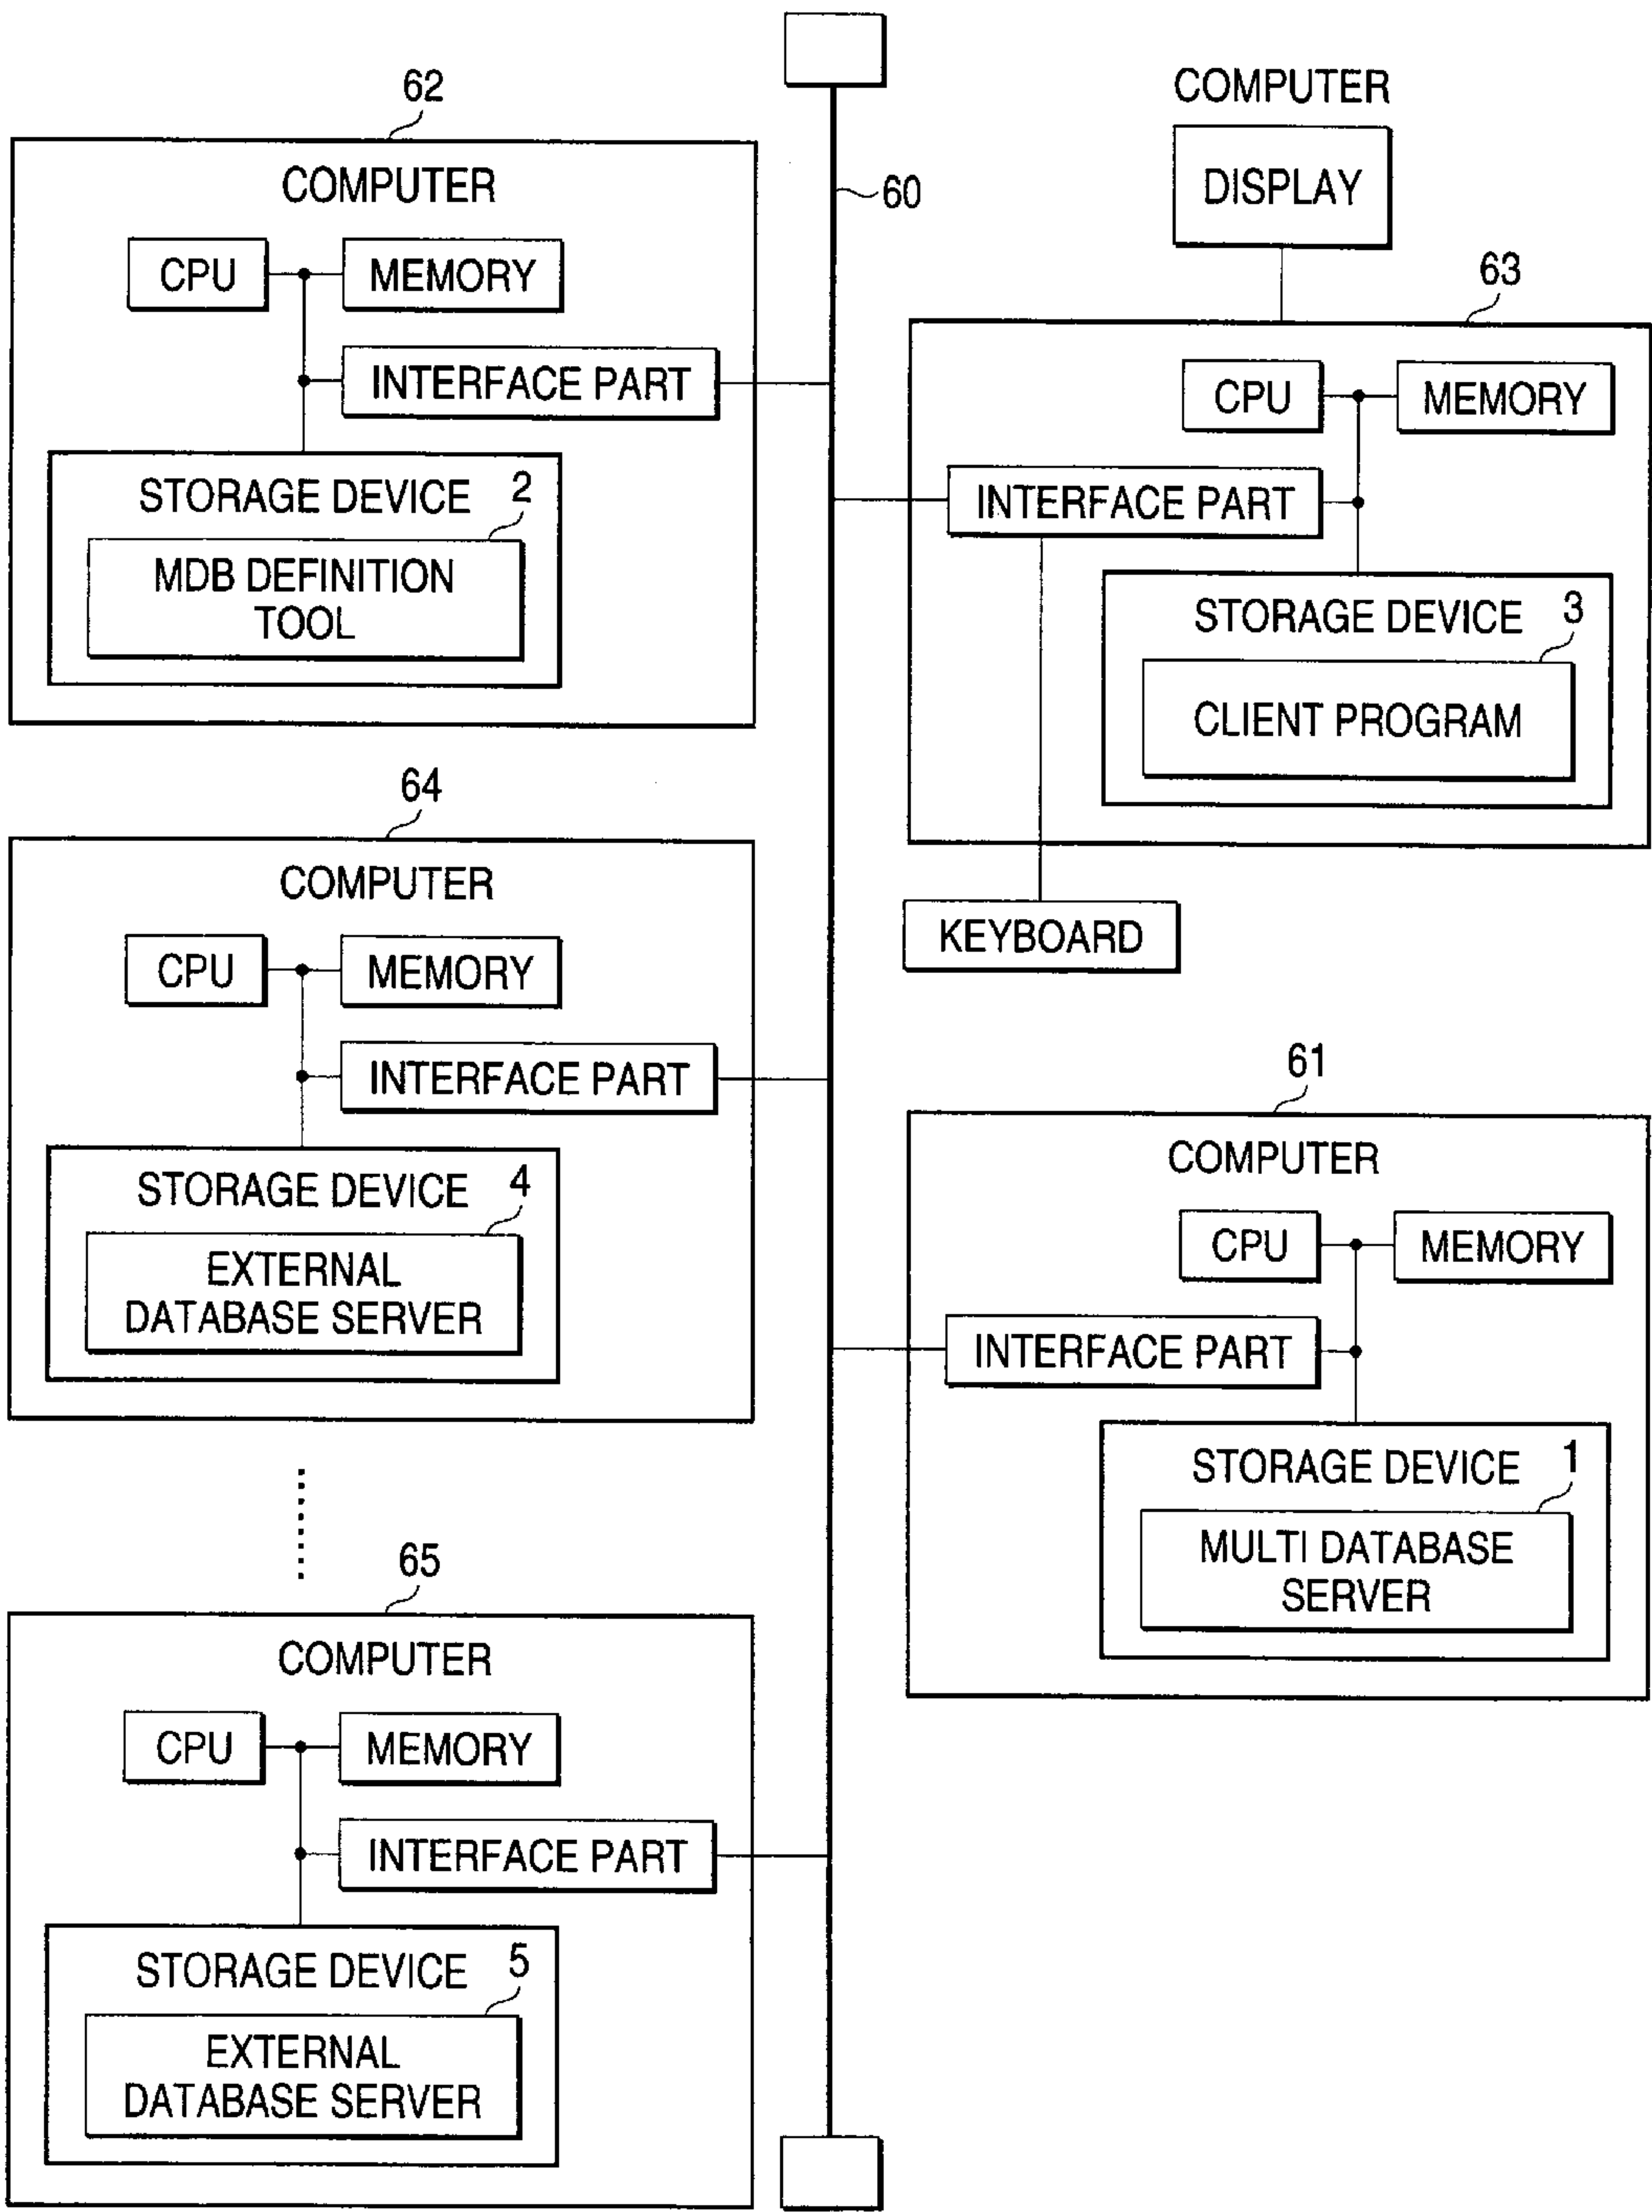 62
COMPUTER
CPU
MEMORY
INTERFACE PART
STORAGE DEVICE
2
MDB DEFINITION
TOOL
60
COMPUTER
DISPLAY
63
CPU
MEMORY
INTERFACE PART
STORAGE DEVICE
3
CLIENT PROGRAM
KEYBOARD
64
COMPUTER
CPU
MEMORY
INTERFACE PART
STORAGE DEVICE
4
EXTERNAL
DATABASE SERVER
61
COMPUTER
CPU
MEMORY
INTERFACE PART
STORAGE DEVICE
1
MULTI DATABASE
SERVER
65
COMPUTER
CPU
MEMORY
INTERFACE PART
STORAGE DEVICE
5
EXTERNAL
DATABASE SERVER